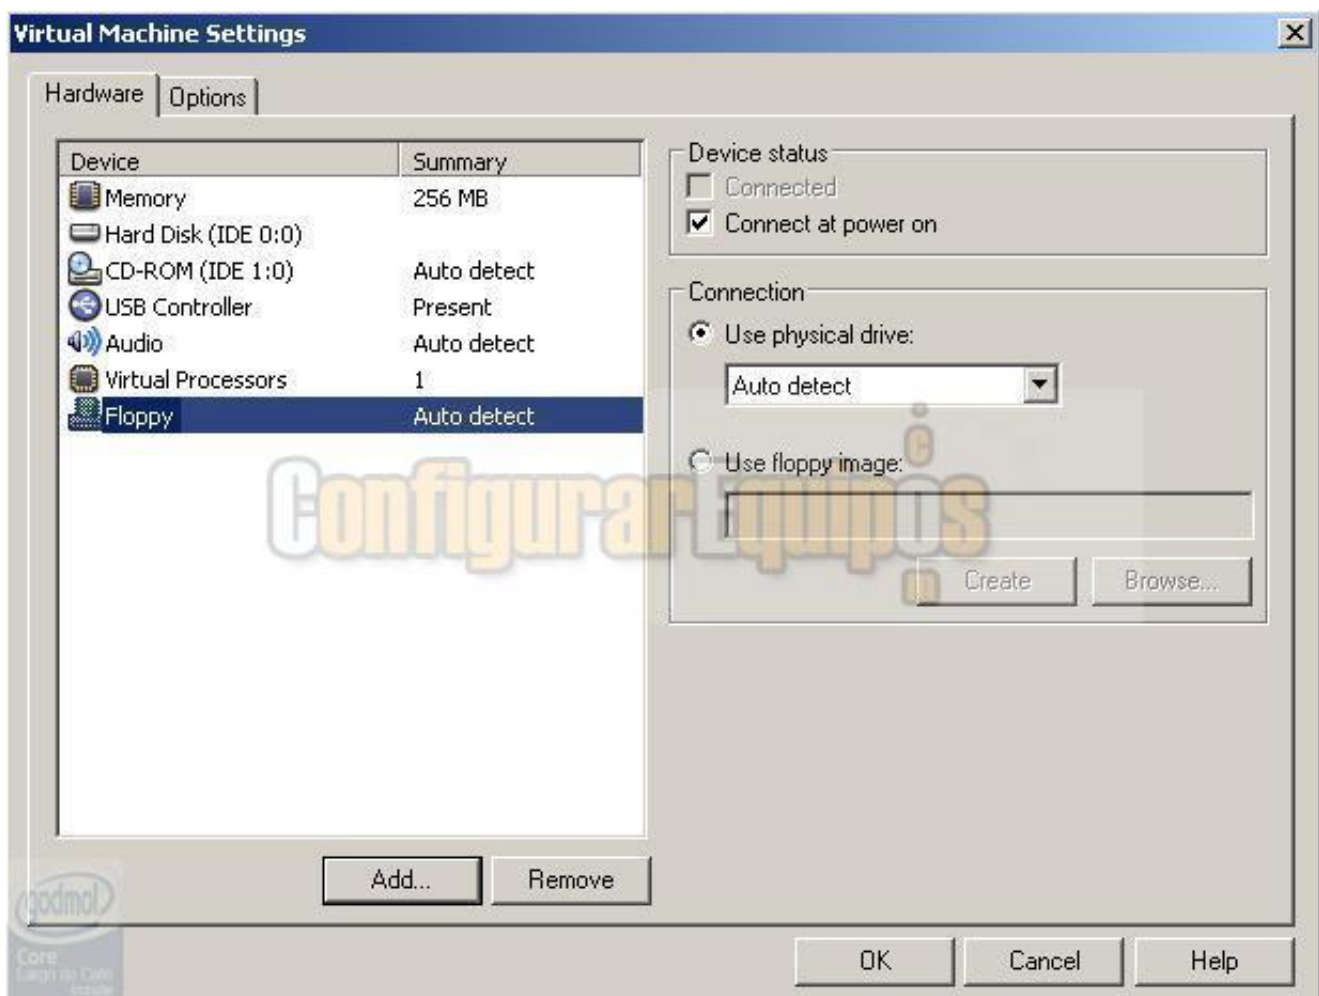 Virtual Machine Settings
Hardware Options
Device Summary
Memory 256 MB
Hard Disk (IDE 0:0)
CD-ROM (IDE 1:0) Auto detect
USB Controller Present
Audio Auto detect
Virtual Processors 1
Floppy Auto detect
Add... Remove
Device status
Connected
Connect at power on
Connection
Use physical drive:
Auto detect
Use floppy image:
Create Browse...
ConfigurarEquipos
com
godmol
Core
OK Cancel Help